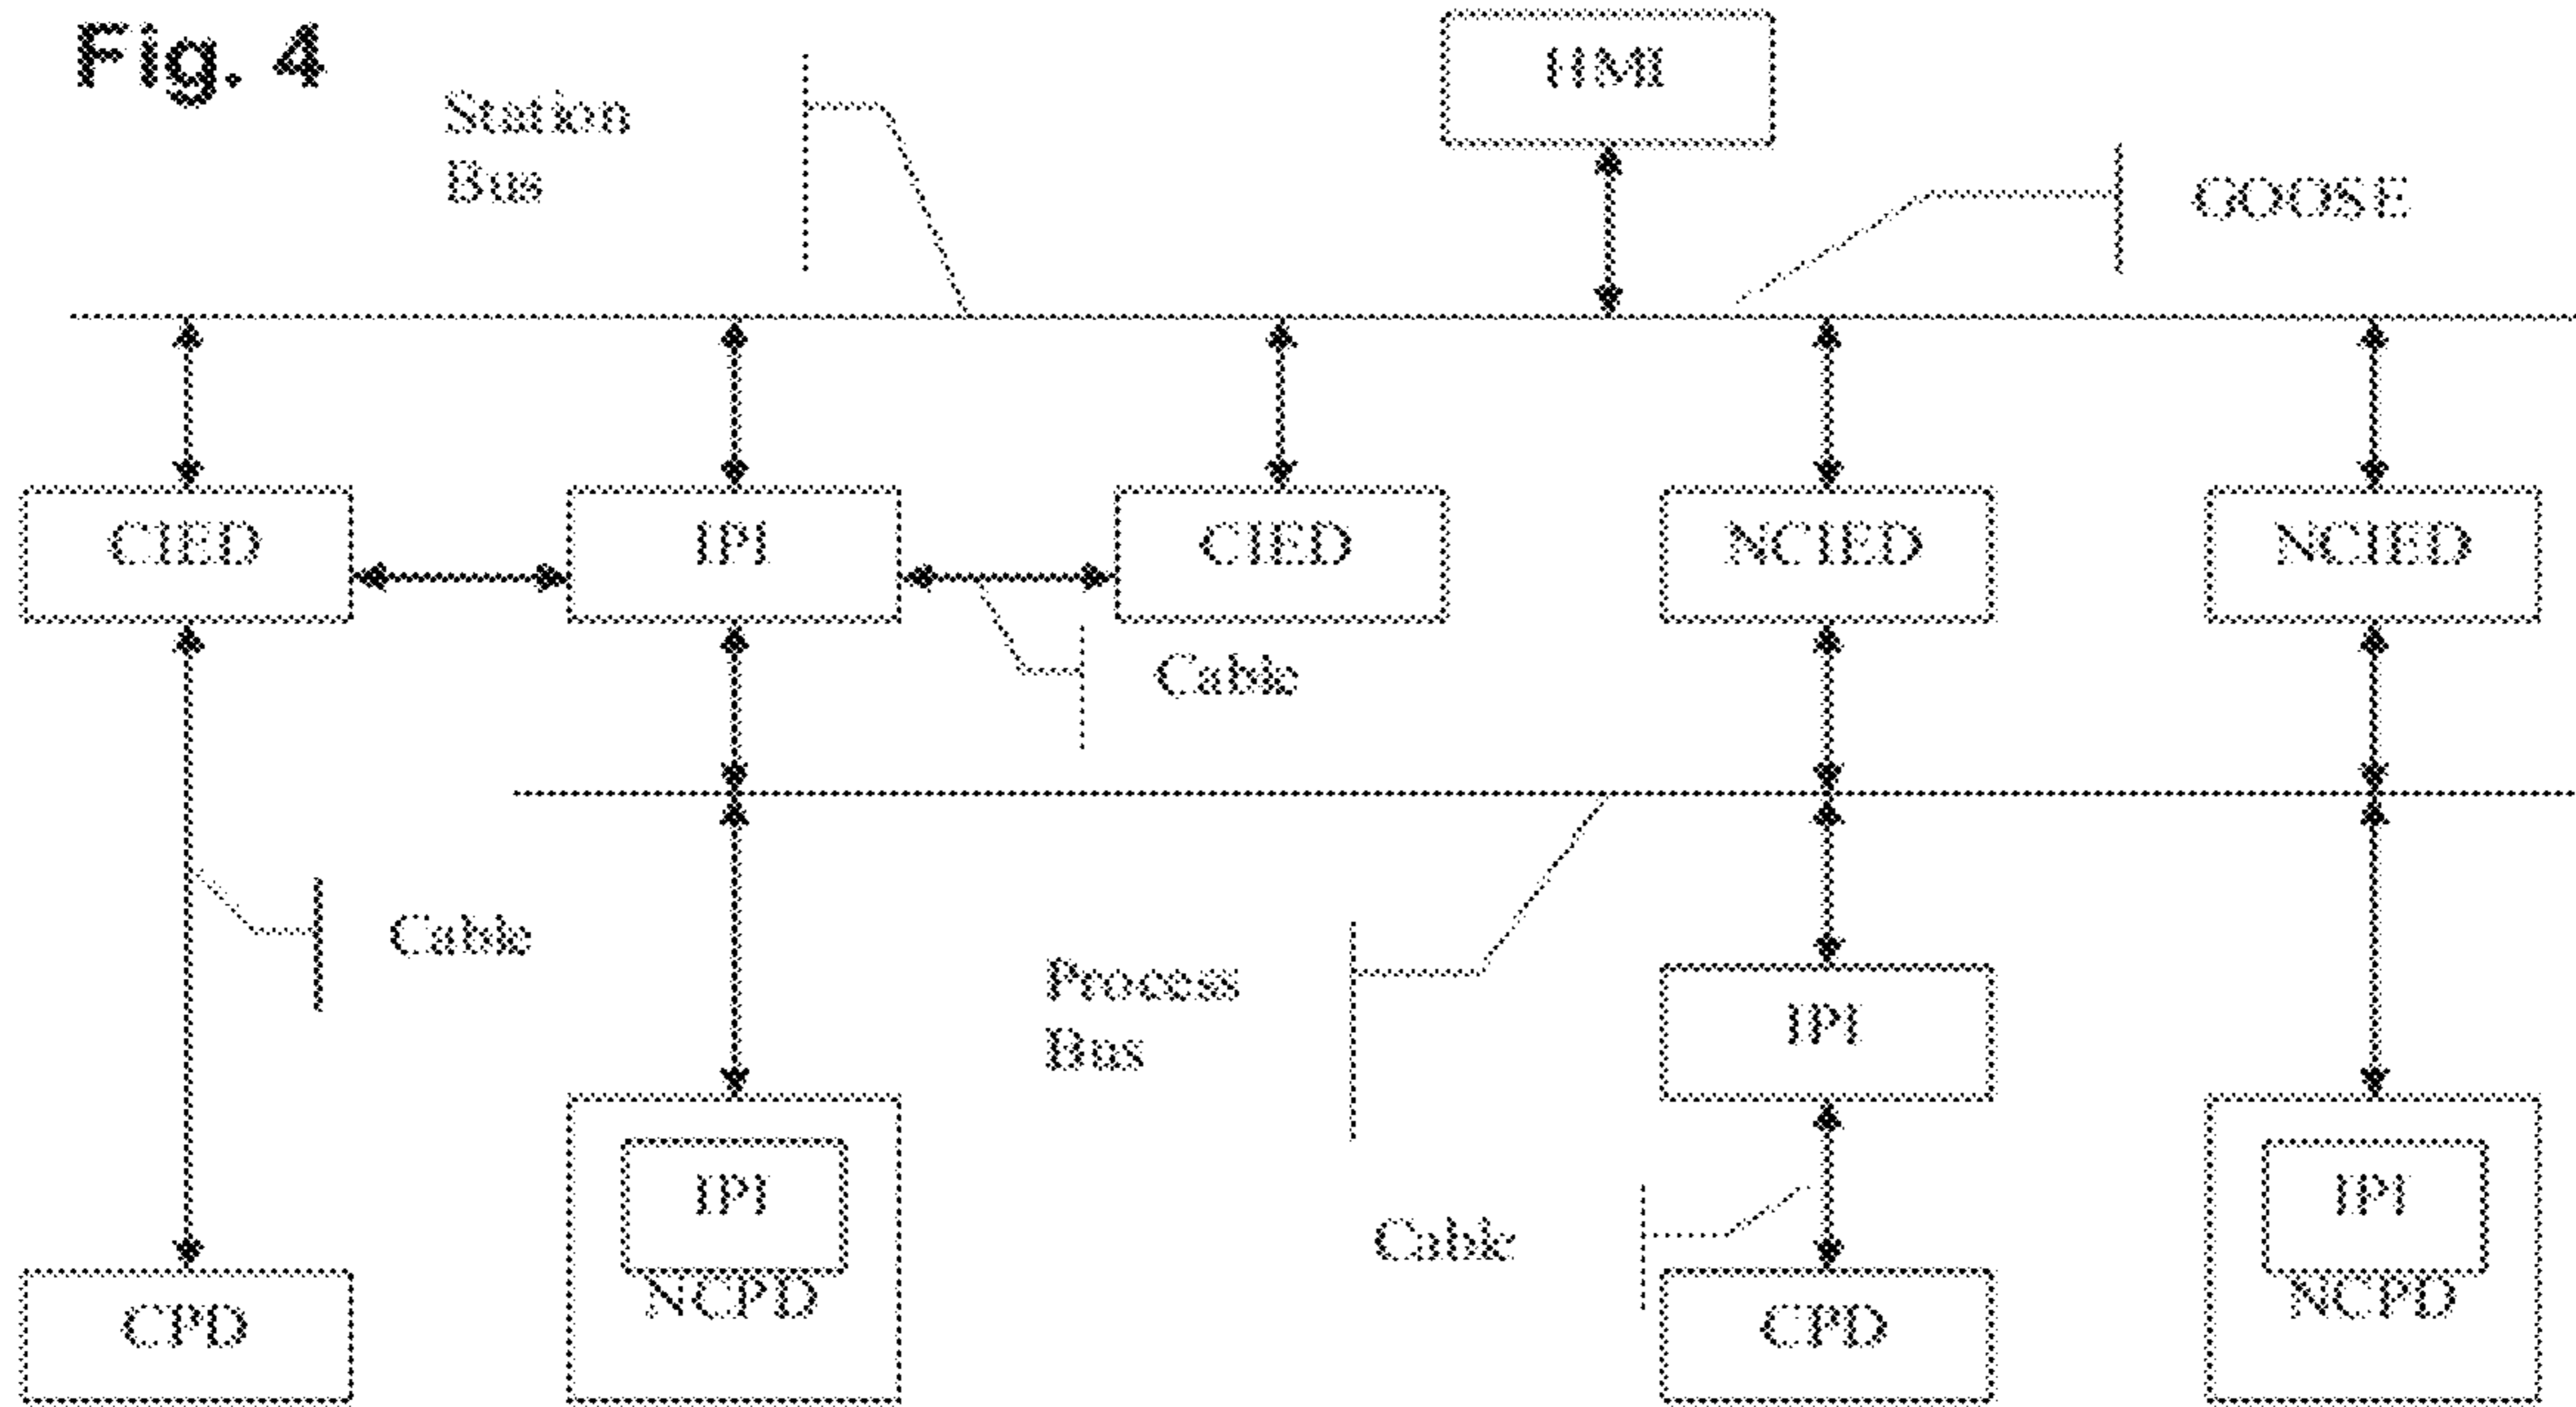 Fig. 4
HMI
Station
Bus
GOOSE
CIED
IPI
CIED
NCIED
NCIED
Cable
Cable
Process
Bus
IPI
IPI
NCPD
IPI
NCPD
Cable
CPD
CPD